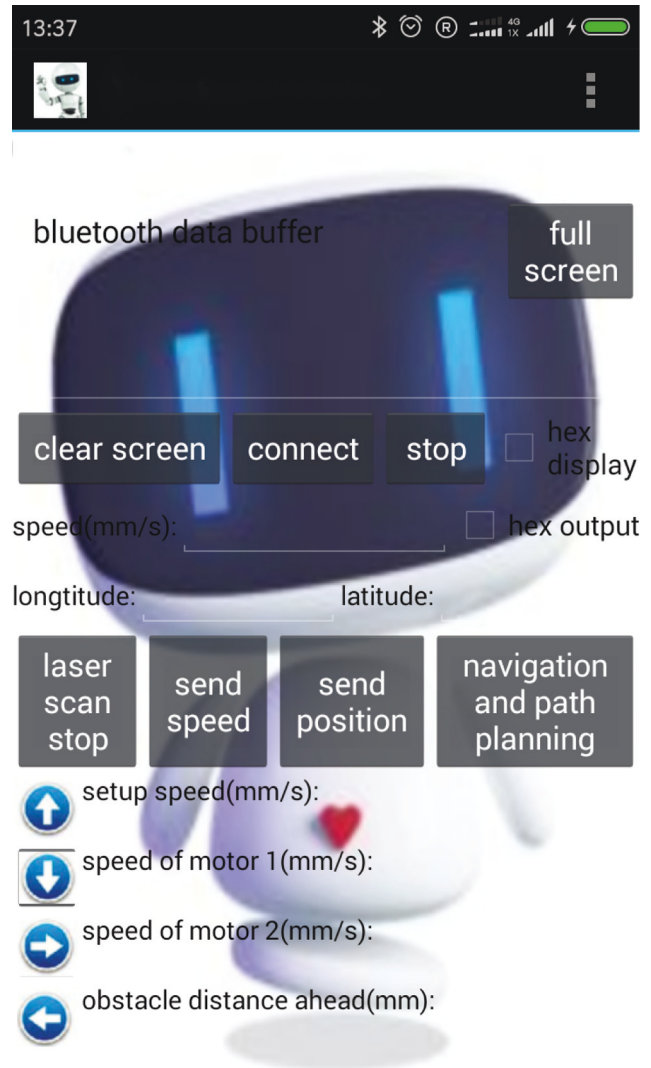 13:37
R 4G 1X
bluetooth data buffer
full
screen
clear screen connect stop
hex
display
speed(mm/s): hex output
longtitude: latitude:
laser
scan
stop
send
speed
send
position
navigation
and path
planning
setup speed(mm/s):
speed of motor 1(mm/s):
speed of motor 2(mm/s):
obstacle distance ahead(mm):